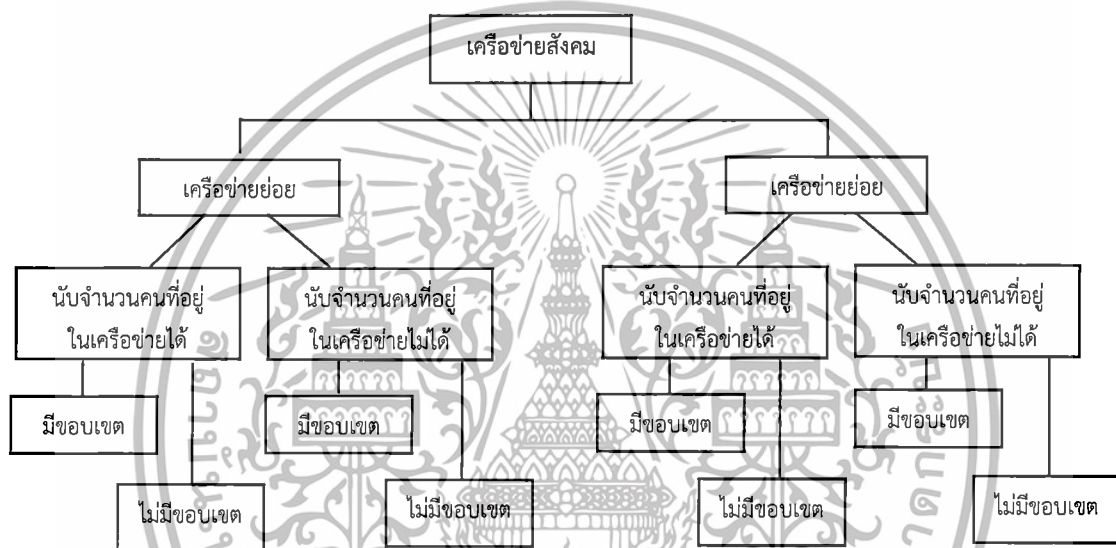 เครือข่ายสังคม
เครือข่ายย่อย
เครือข่ายย่อย
นับจำนวนคนที่อยู่
ในเครือข่ายได้
นับจำนวนคนที่อยู่
ในเครือข่ายไม่ได้
นับจำนวนคนที่อยู่
ในเครือข่ายได้
นับจำนวนคนที่อยู่
ในเครือข่ายไม่ได้
มีขอบเขต
มีขอบเขต
มีขอบเขต
มีขอบเขต
ไม่มีขอบเขต
ไม่มีขอบเขต
ไม่มีขอบเขต
ไม่มีขอบเขต